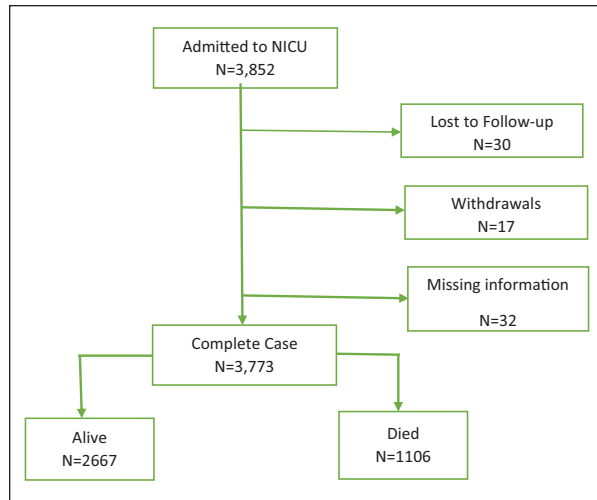 Admitted to NICU
N=3,852
Lost to Follow-up
N=30
Withdrawals
N=17
Missing information
N=32
Complete Case
N=3,773
Alive
N=2667
Died
N=1106